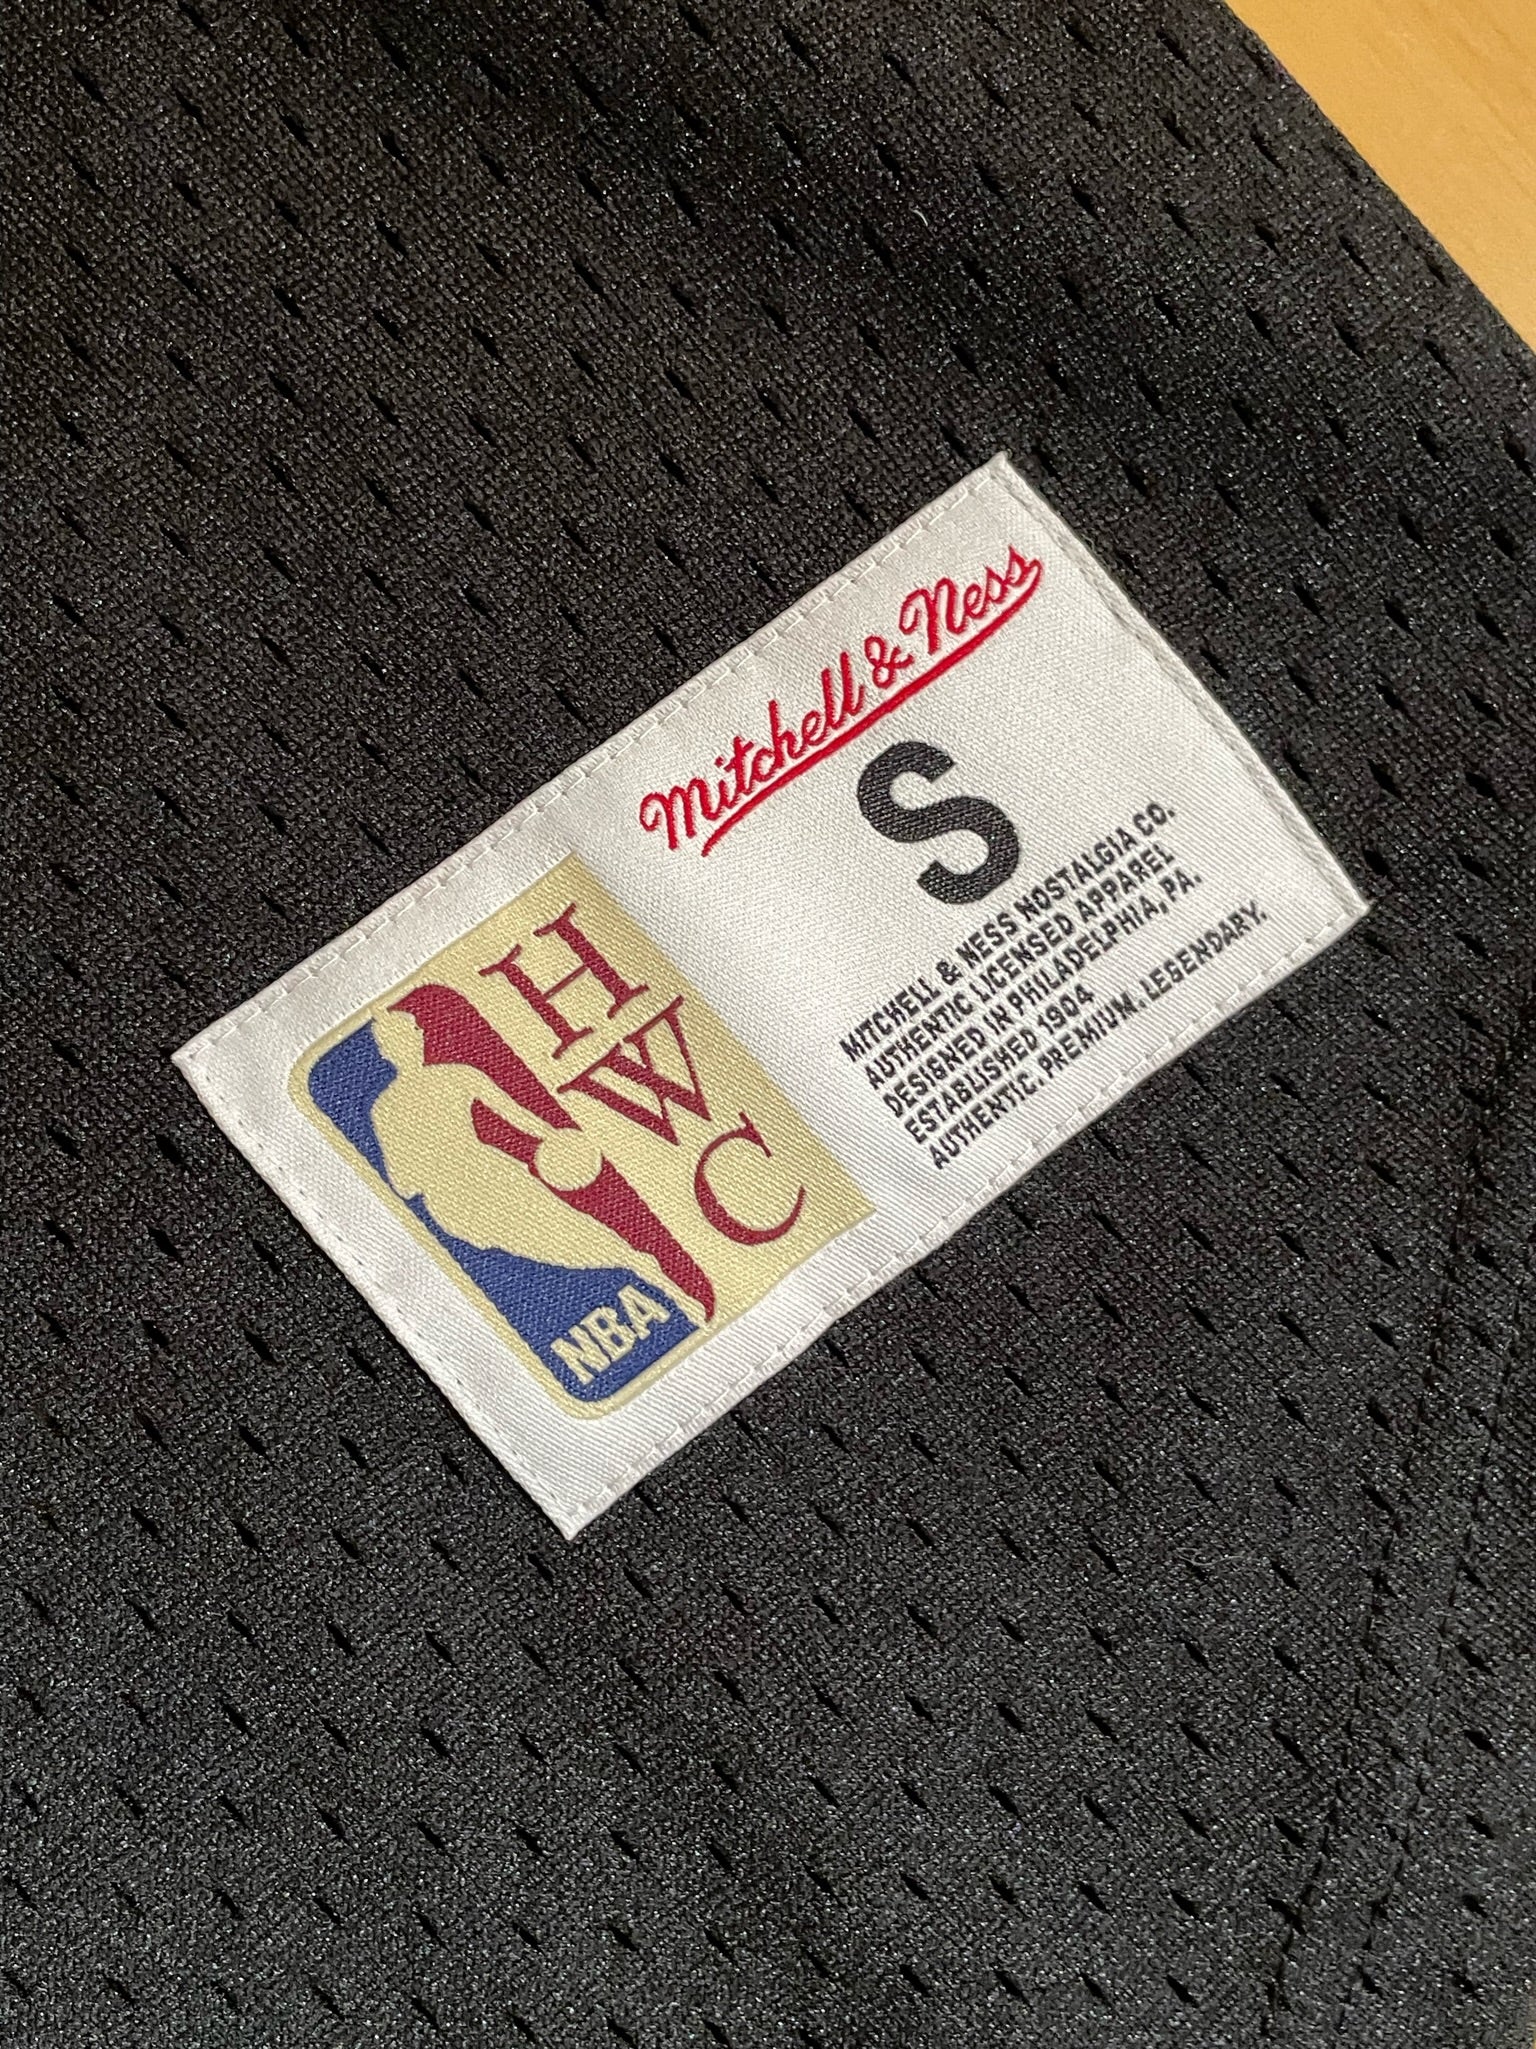 Mitchell & Ness
S
MITCHELL & NESS NOSTALGIA CO.
AUTHENTIC LICENSED APPAREL
DESIGNED IN PHILADELPHIA, PA.
ESTABLISHED 1904
AUTHENTIC. PREMIUM. LEGENDARY.
H
W
C
NBA